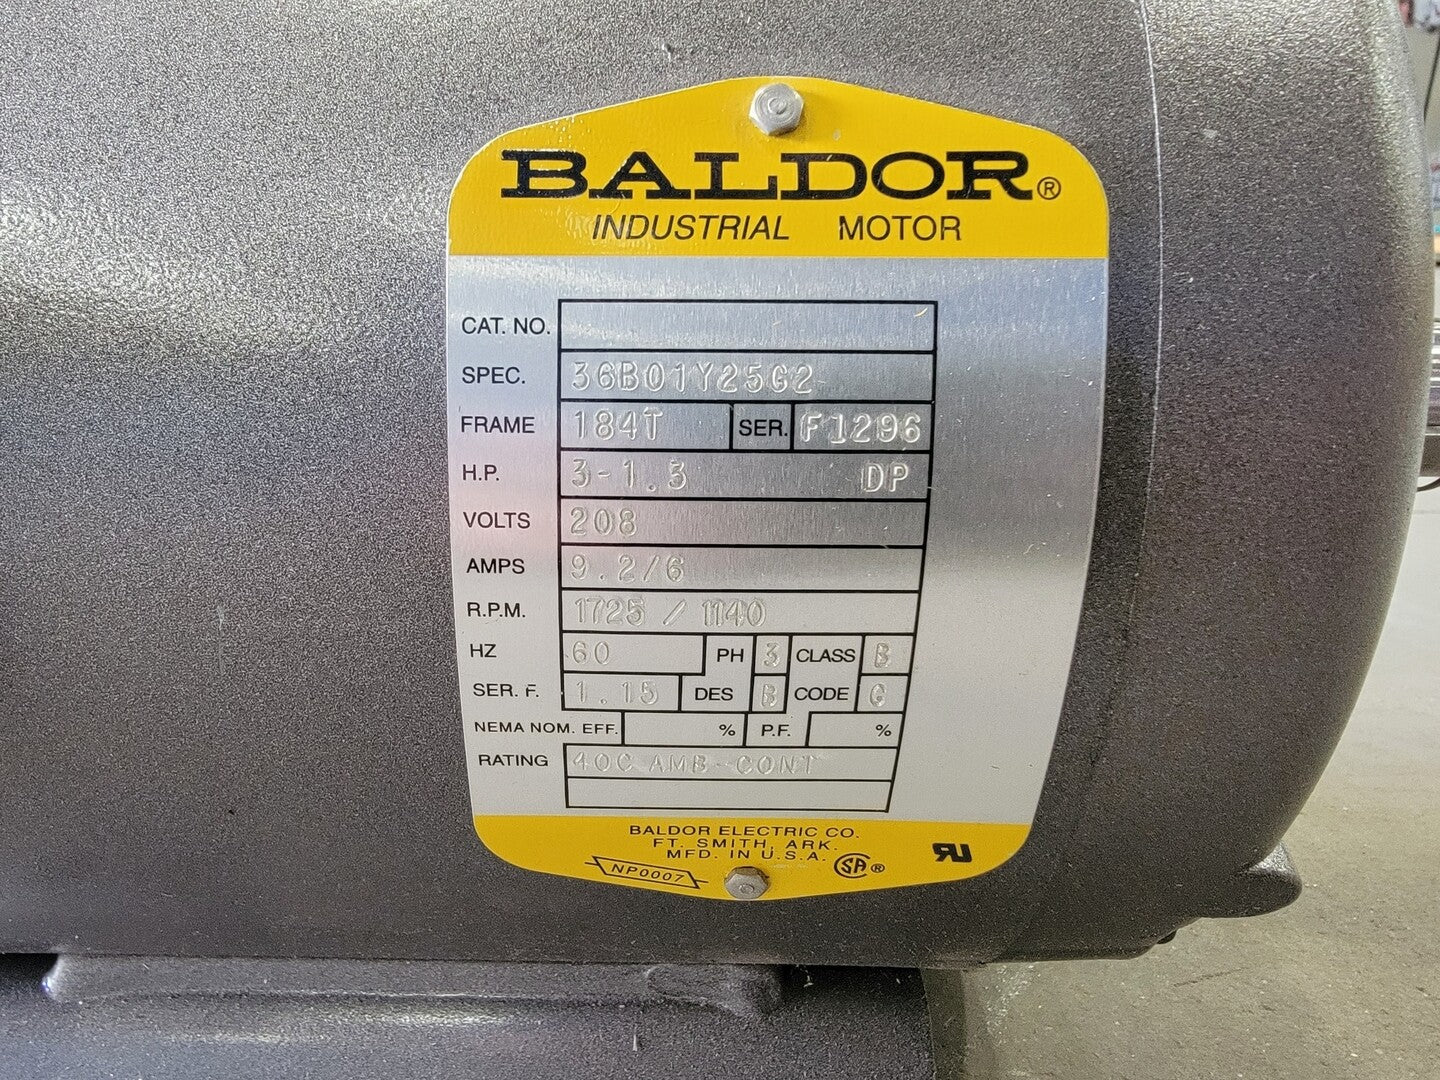 BALDOR®
INDUSTRIAL MOTOR
CAT. NO.
SPEC. 36B01Y25G2
FRAME 184T SER. F1296
H.P. 3-1.3 DP
VOLTS 208
AMPS 9.2/6
R.P.M. 1725 / 1140
HZ 60 PH 3 CLASS B
SER. F. 1.15 DES B CODE G
NEMA NOM. EFF. % P.F. %
RATING 40C AMB-CONT
BALDOR ELECTRIC CO.
FT. SMITH, ARK.
MFD. IN U.S.A.
NP0007 SA® RU